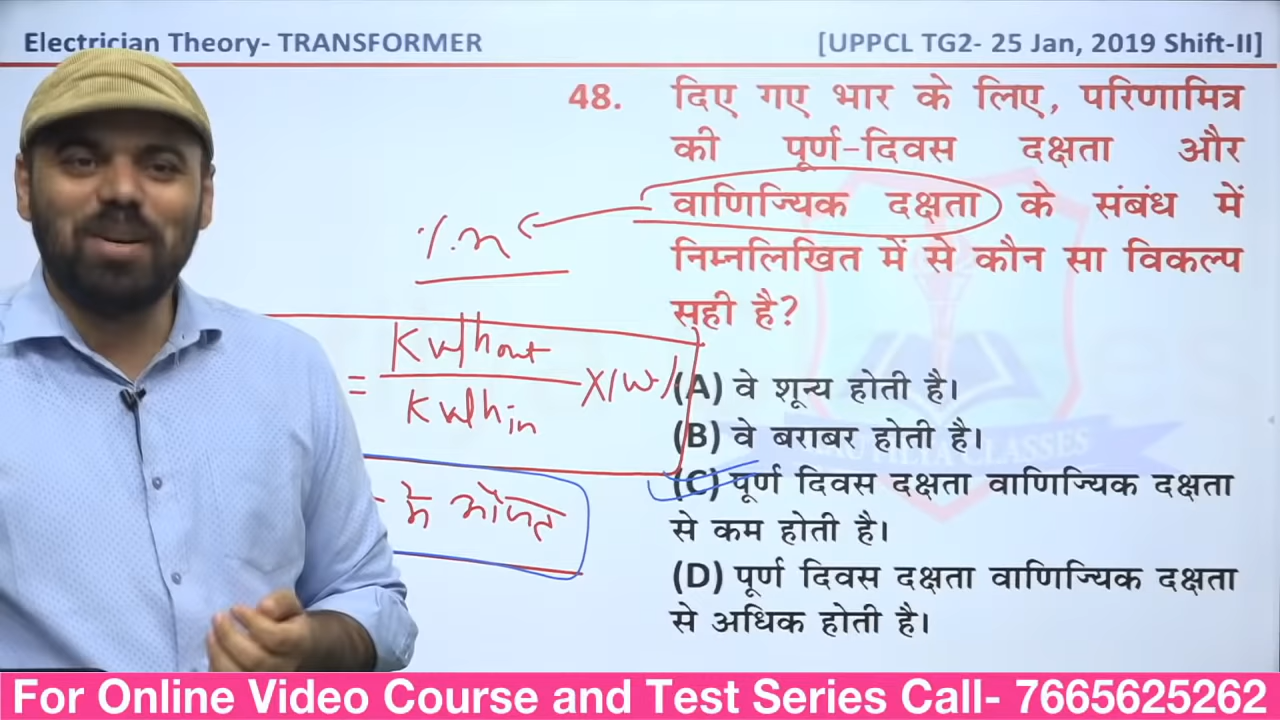 Electrician Theory- TRANSFORMER
[UPPCL TG2- 25 Jan, 2019 Shift-II]
48. दिए गए भार के लिए, परिणामित्र
की पूर्ण-दिवस दक्षता और
वाणिज्यिक दक्षता के संबंध में
निम्नलिखित में से कौन सा विकल्प
सही है?
(A) वे शून्य होती है।
(B) वे बराबर होती है।
(C) पूर्ण दिवस दक्षता वाणिज्यिक दक्षता
से कम होती है।
(D) पूर्ण दिवस दक्षता वाणिज्यिक दक्षता
से अधिक होती है।
%η
= Kwh out
Kwh in
CLASSES
For Online Video Course and Test Series Call- 7665625262